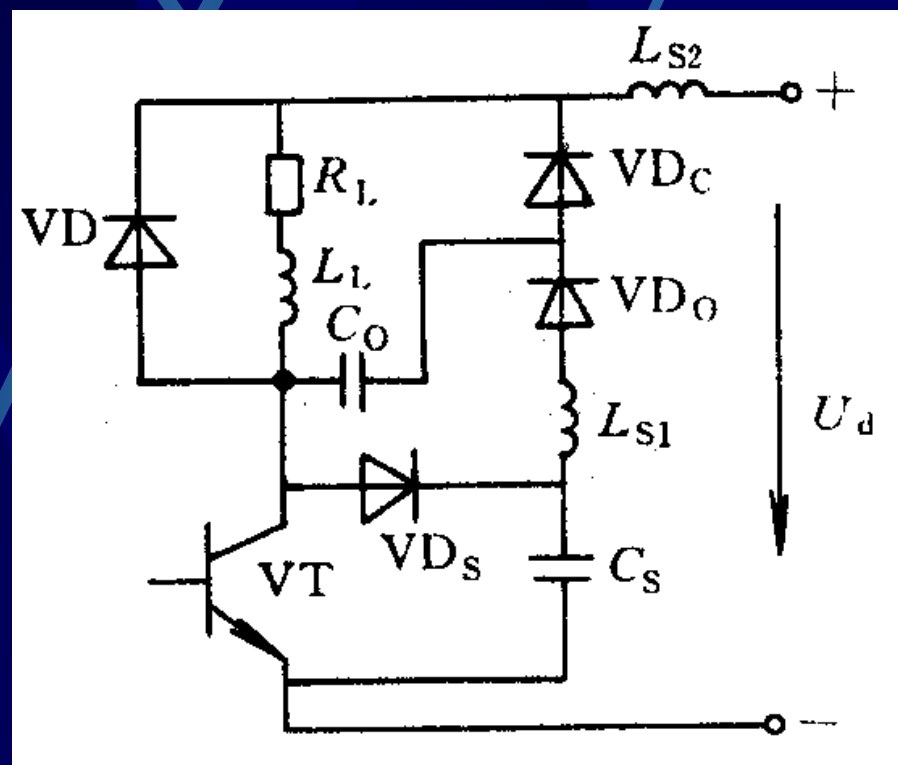 L_S2
+
VD_C
R_L
VD
L_L
VD_O
C_O
L_S1
U_d
VD_S
VT
C_S
−